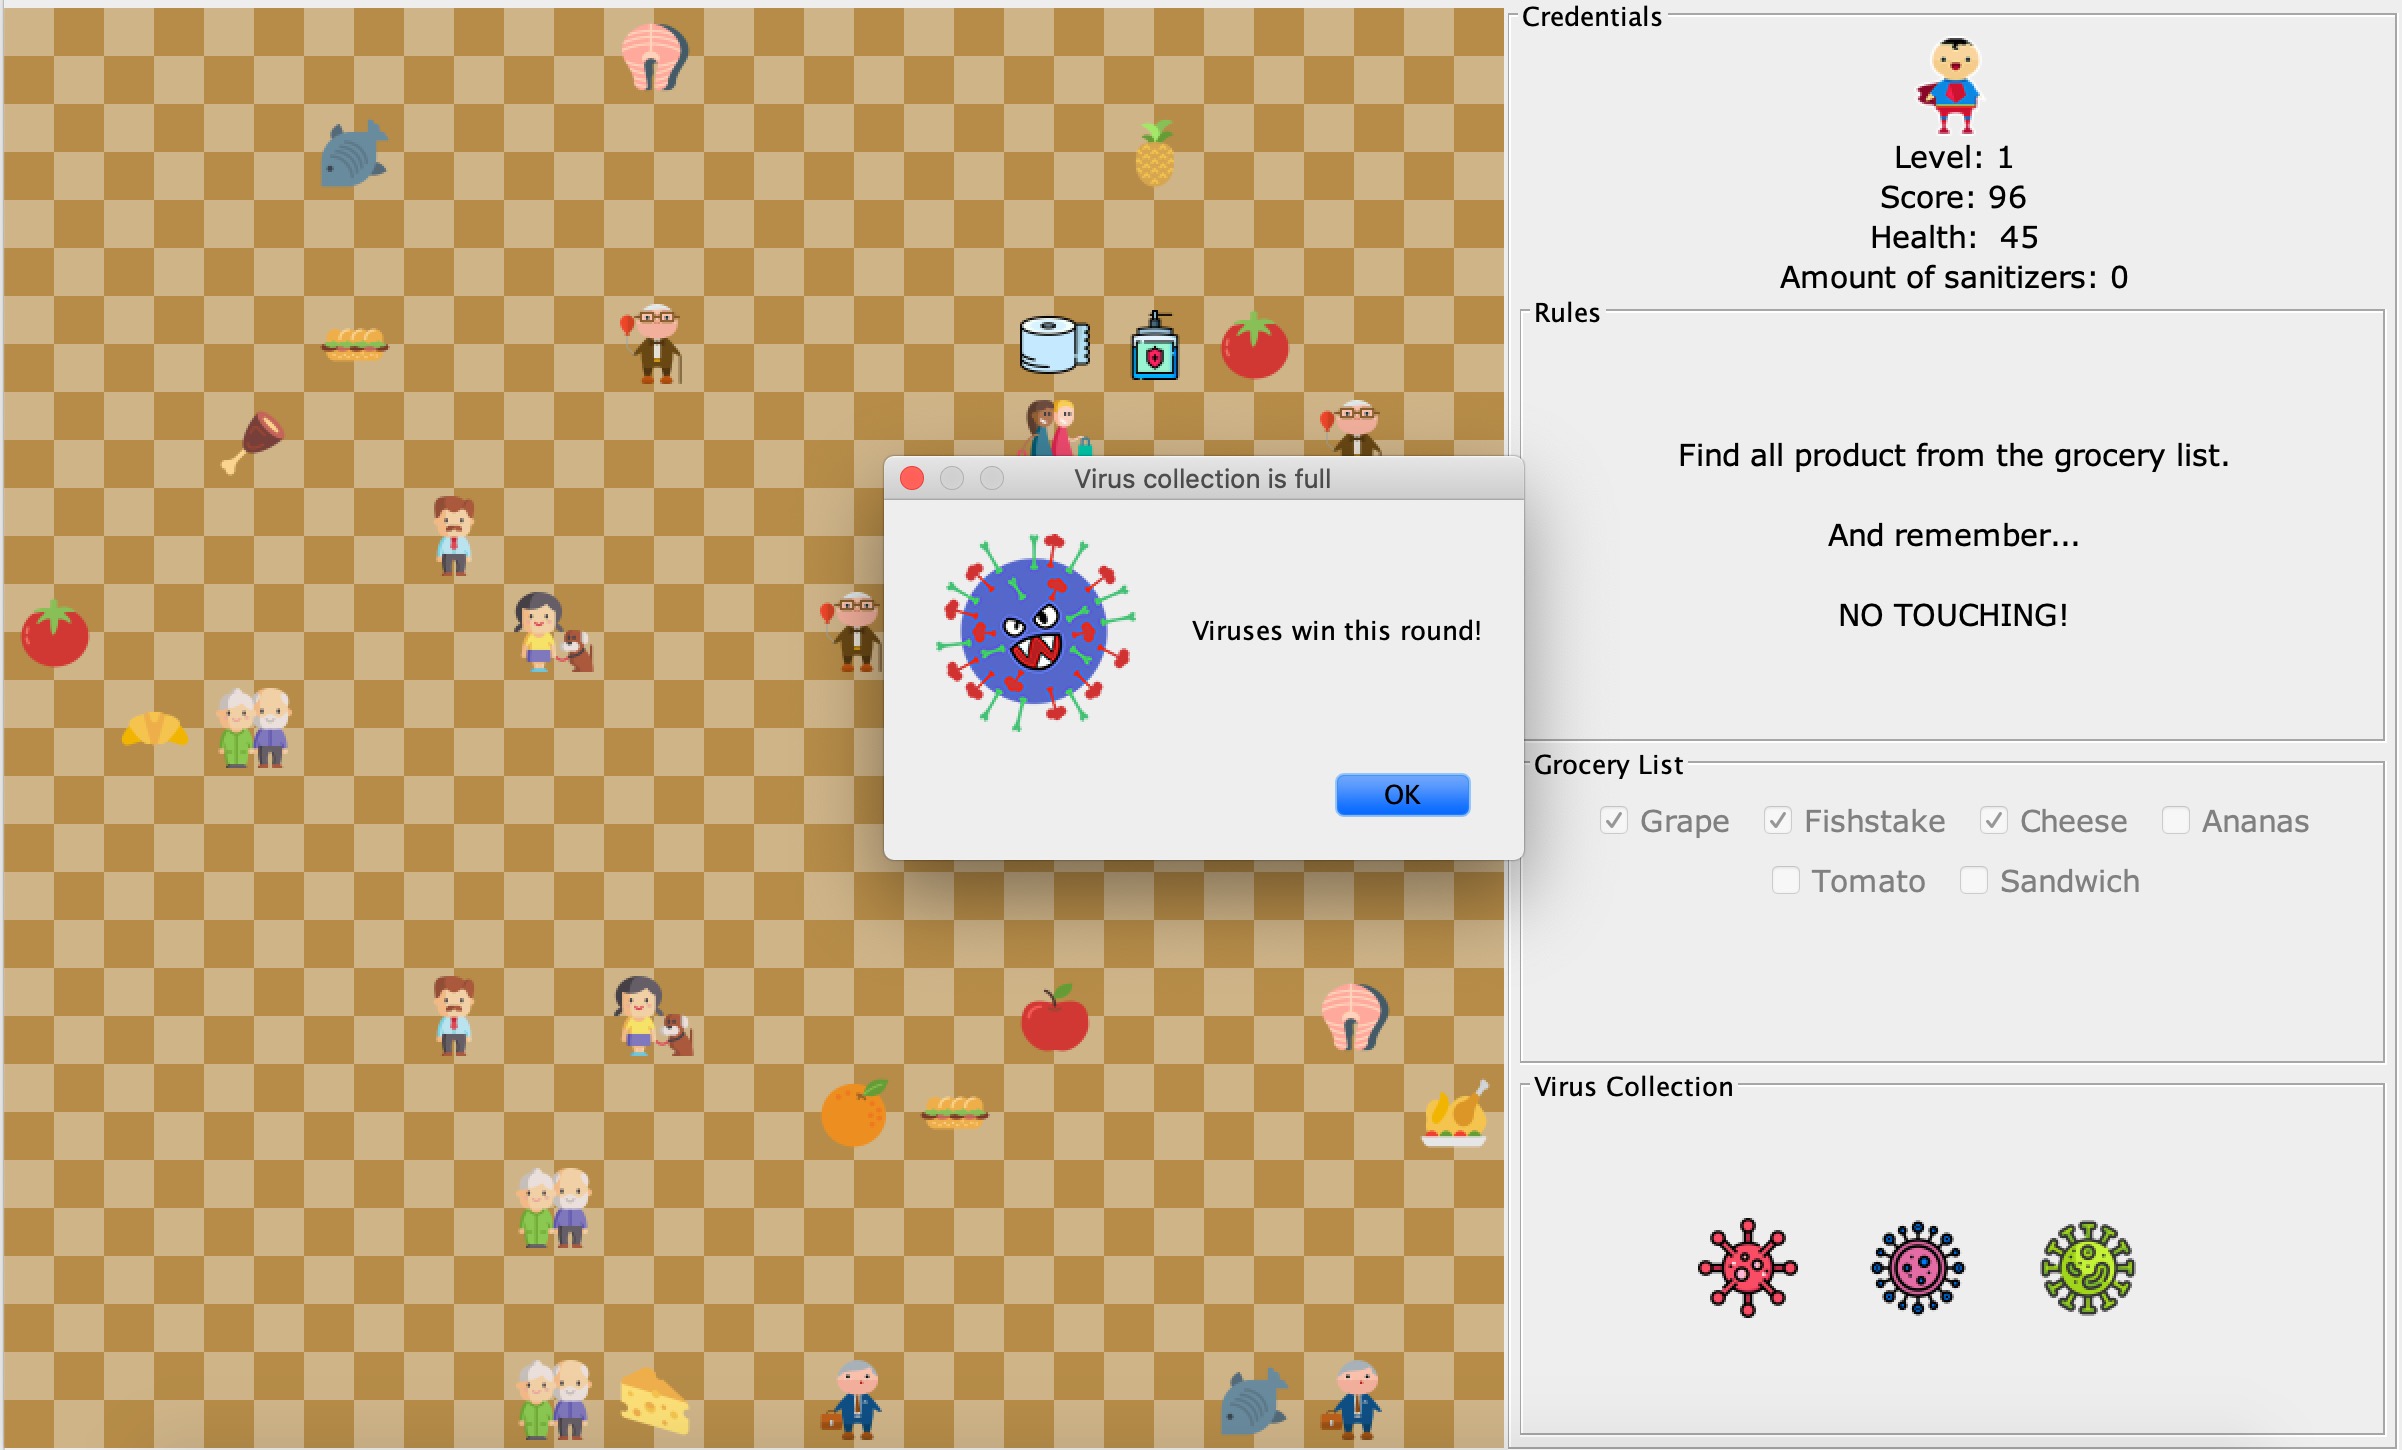 Credentials
Level: 1
Score: 96
Health:  45
Amount of sanitizers: 0
Rules
Find all product from the grocery list.
And remember...
NO TOUCHING!
Virus collection is full
Viruses win this round!
OK
Grocery List
Grape Fishstake Cheese Ananas
Tomato Sandwich
Virus Collection